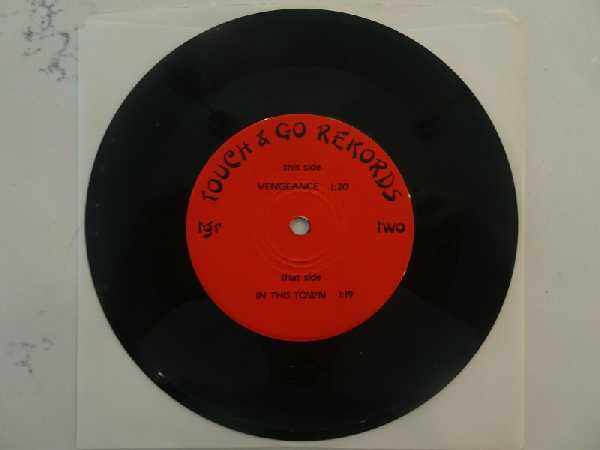 TOUCH & GO REKORDS
this side
VENGEANCE 1:20
tgr two
that side
IN THIS TOWN 1:19